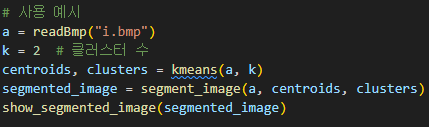 # 사용 예시
a = readBmp("i.bmp")
k = 2  # 클러스터 수
centroids, clusters = kmeans(a, k)
segmented_image = segment_image(a, centroids, clusters)
show_segmented_image(segmented_image)